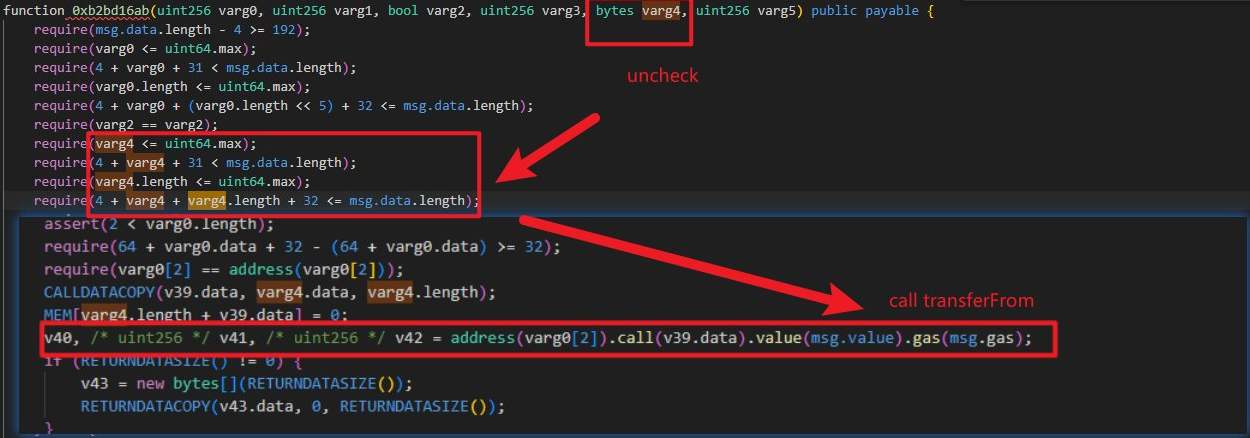 function 0xb2bd16ab(uint256 varg0, uint256 varg1, bool varg2, uint256 varg3, bytes varg4, uint256 varg5) public payable {
require(msg.data.length - 4 >= 192);
require(varg0 <= uint64.max);
require(4 + varg0 + 31 < msg.data.length);
require(varg0.length <= uint64.max);
require(4 + varg0 + (varg0.length << 5) + 32 <= msg.data.length);
require(varg2 == varg2);
require(varg4 <= uint64.max);
require(4 + varg4 + 31 < msg.data.length);
require(varg4.length <= uint64.max);
require(4 + varg4 + varg4.length + 32 <= msg.data.length);
uncheck
assert(2 < varg0.length);
require(64 + varg0.data + 32 - (64 + varg0.data) >= 32);
require(varg0[2] == address(varg0[2]));
CALLDATACOPY(v39.data, varg4.data, varg4.length);
MEM[varg4.length + v39.data] = 0;
call transferFrom
v40, /* uint256 */ v41, /* uint256 */ v42 = address(varg0[2]).call(v39.data).value(msg.value).gas(msg.gas);
if (RETURNDATASIZE() != 0) {
v43 = new bytes[](RETURNDATASIZE());
RETURNDATACOPY(v43.data, 0, RETURNDATASIZE());
}